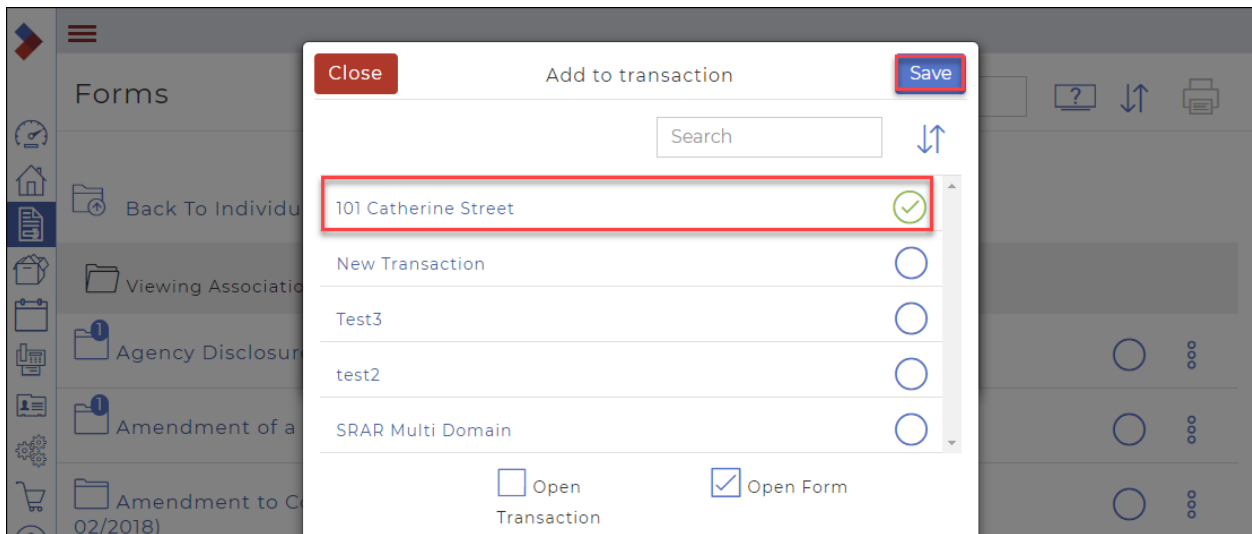 Close
Add to transaction
Save
Forms
?
Search
Back To Individu
101 Catherine Street
New Transaction
Viewing Associatio
Test3
1
Agency Disclosur
test2
1
Amendment of a
SRAR Multi Domain
Open
Transaction
Open Form
Amendment to Co
02/2018)